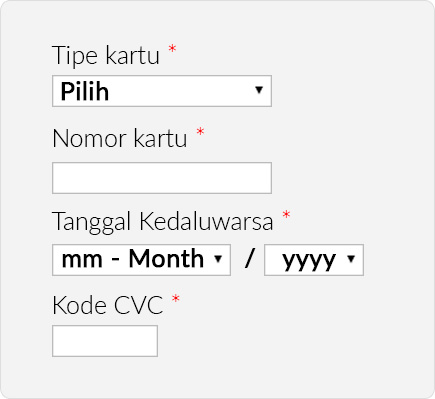 Tipe kartu *
Pilih
Nomor kartu *
Tanggal Kedaluwarsa *
mm - Month / yyyy
Kode CVC *